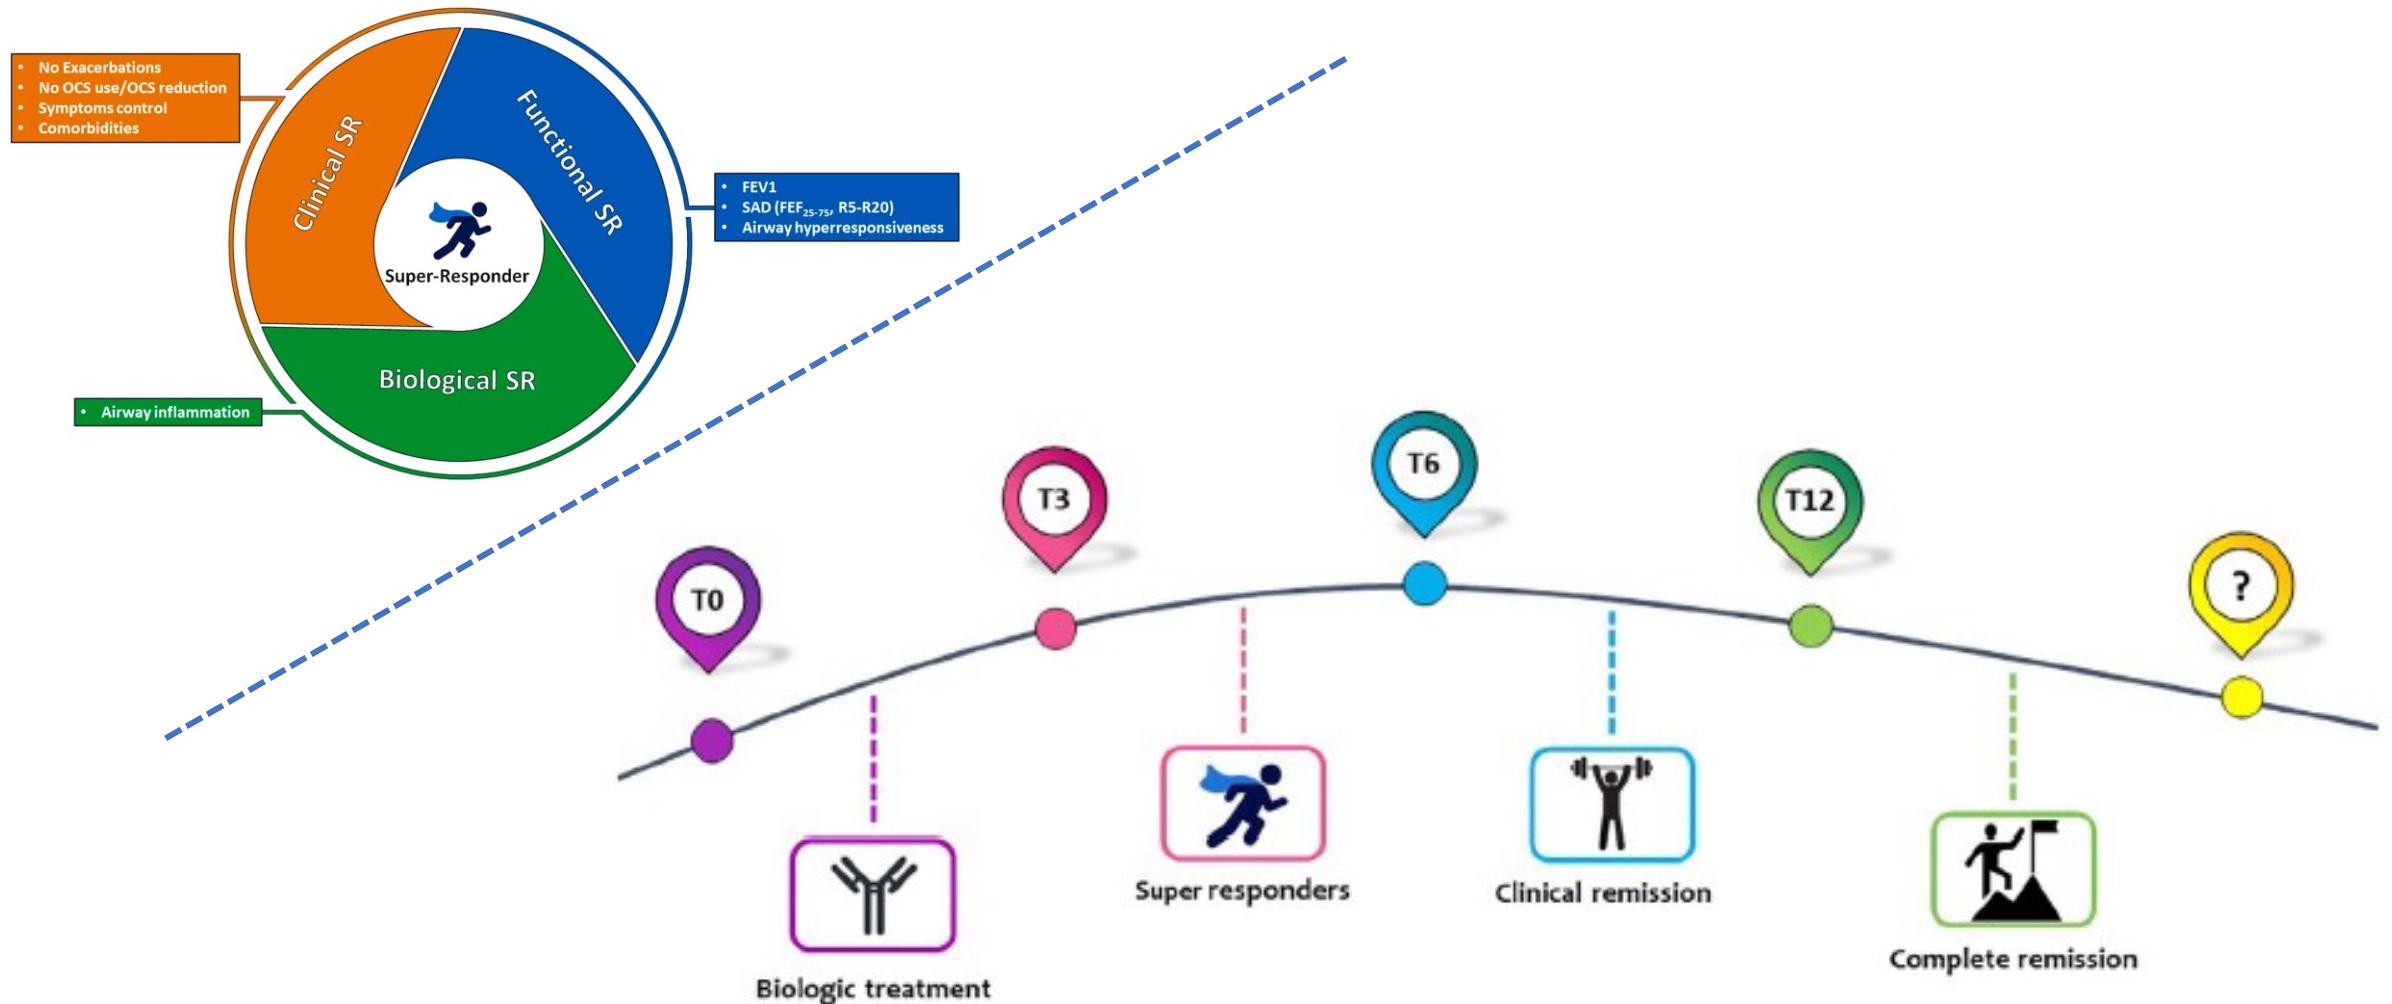 • No Exacerbations
• No OCS use/OCS reduction
• Symptoms control
• Comorbidities
Clinical SR
Functional SR
• FEV1
• SAD (FEF25-75, R5-R20)
• Airway hyperresponsiveness
Super-Responder
Biological SR
• Airway inflammation
T0
T3
T6
T12
?
Biologic treatment
Super responders
Clinical remission
Complete remission